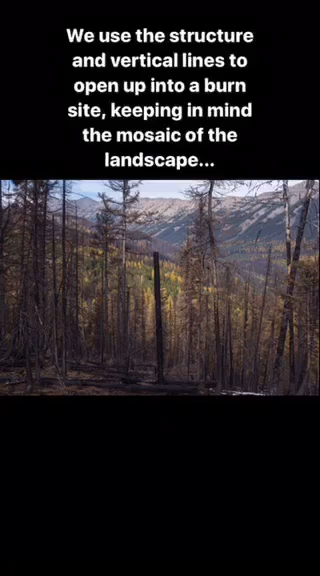 We use the structure
and vertical lines to
open up into a burn
site, keeping in mind
the mosaic of the
landscape...